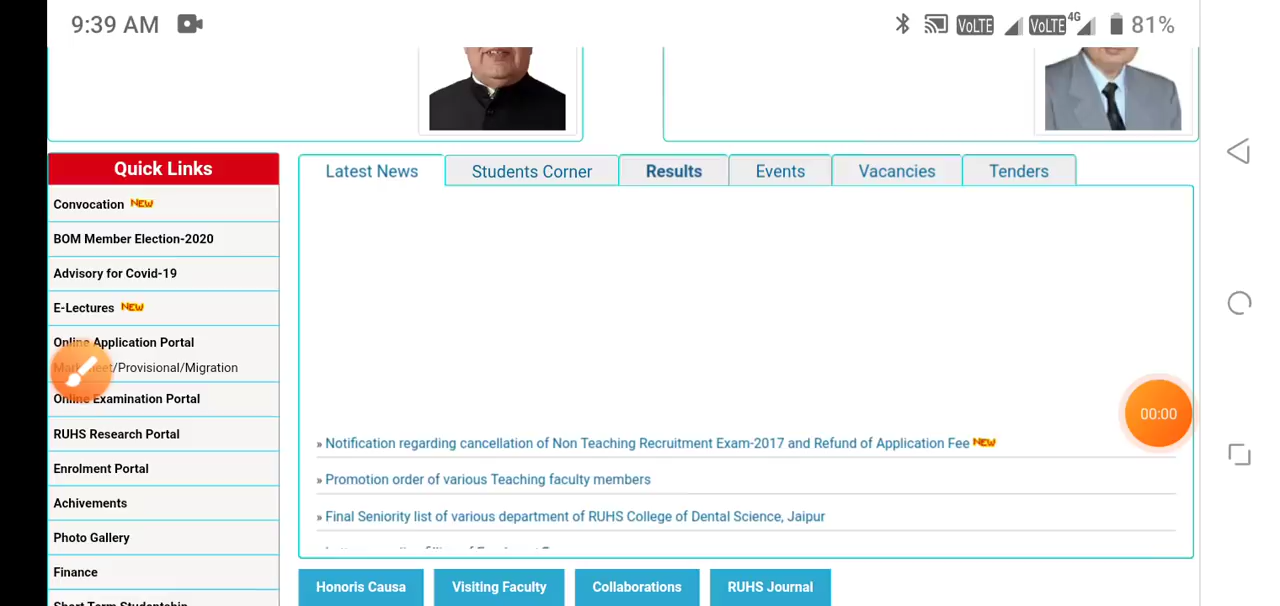 9:39 AM
VoLTE VoLTE 4G 81%
Quick Links
Convocation NEW
BOM Member Election-2020
Advisory for Covid-19
E-Lectures NEW
Online Application Portal
/Provisional/Migration
Online Examination Portal
RUHS Research Portal
Enrolment Portal
Achivements
Photo Gallery
Finance
Latest News Students Corner Results Events Vacancies Tenders
» Notification regarding cancellation of Non Teaching Recruitment Exam-2017 and Refund of Application Fee NEW
» Promotion order of various Teaching faculty members
» Final Seniority list of various department of RUHS College of Dental Science, Jaipur
00:00
Honoris Causa Visiting Faculty Collaborations RUHS Journal